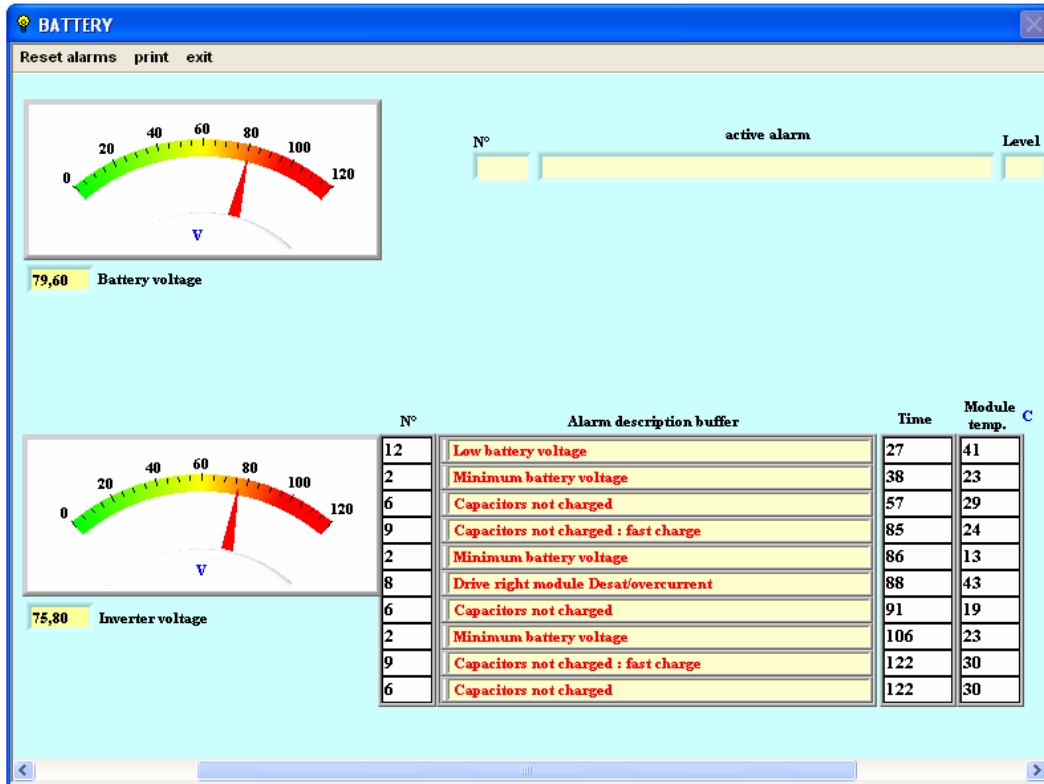 BATTERY
Reset alarms print exit
0 20 40 60 80 100 120
V
79,60 Battery voltage
N° active alarm Level
0 20 40 60 80 100 120
V
75,80 Inverter voltage
N° Alarm description buffer Time Module temp. C
12 Low battery voltage 27 41
2 Minimum battery voltage 38 23
6 Capacitors not charged 57 29
9 Capacitors not charged : fast charge 85 24
2 Minimum battery voltage 86 13
8 Drive right module Desat/overcurrent 88 43
6 Capacitors not charged 91 19
2 Minimum battery voltage 106 23
9 Capacitors not charged : fast charge 122 30
6 Capacitors not charged 122 30